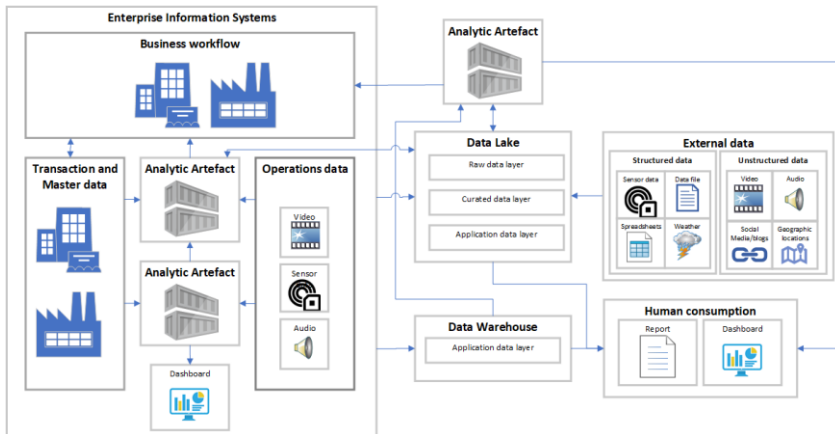 Enterprise Information Systems
Business workflow
Analytic Artefact
Transaction and
Master data
Analytic Artefact
Operations data
Video
Analytic Artefact
Sensor
Audio
Dashboard
Data Lake
Raw data layer
Curated data layer
Application data layer
Data Warehouse
Application data layer
External data
Structured data
Unstructured data
Sensor data
Data file
Video
Audio
Spreadsheets
Weather
Social
Media/blogs
Geographic
locations
Human consumption
Report
Dashboard